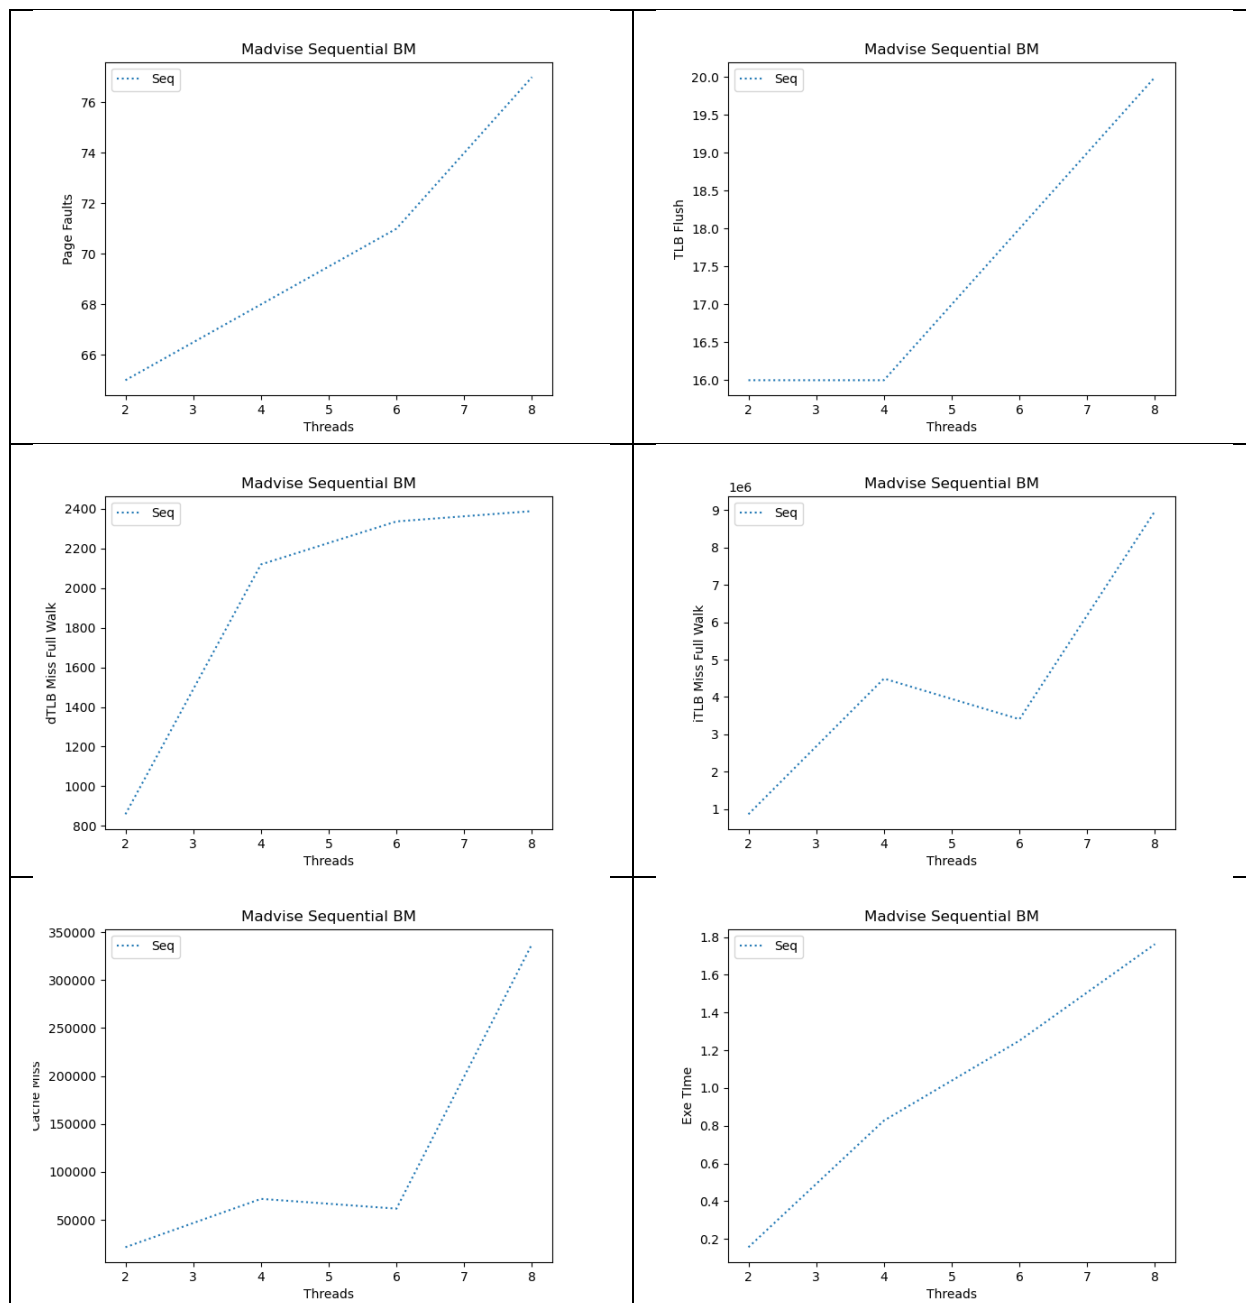 Madvise Sequential BM
Seq
76
74
72
70
68
66
Page Faults
2 3 4 5 6 7 8
Threads
Madvise Sequential BM
Seq
20.0
19.5
19.0
18.5
18.0
17.5
17.0
16.5
16.0
TLB Flush
2 3 4 5 6 7 8
Threads
Madvise Sequential BM
Seq
2400
2200
2000
1800
1600
1400
1200
1000
800
dTLB Miss Full Walk
2 3 4 5 6 7 8
Threads
Madvise Sequential BM
1e6
Seq
9
8
7
6
5
4
3
2
1
iTLB Miss Full Walk
2 3 4 5 6 7 8
Threads
Madvise Sequential BM
Seq
350000
300000
250000
200000
150000
100000
50000
Cache Miss
2 3 4 5 6 7 8
Threads
Madvise Sequential BM
Seq
1.8
1.6
1.4
1.2
1.0
0.8
0.6
0.4
0.2
Exe TIme
2 3 4 5 6 7 8
Threads